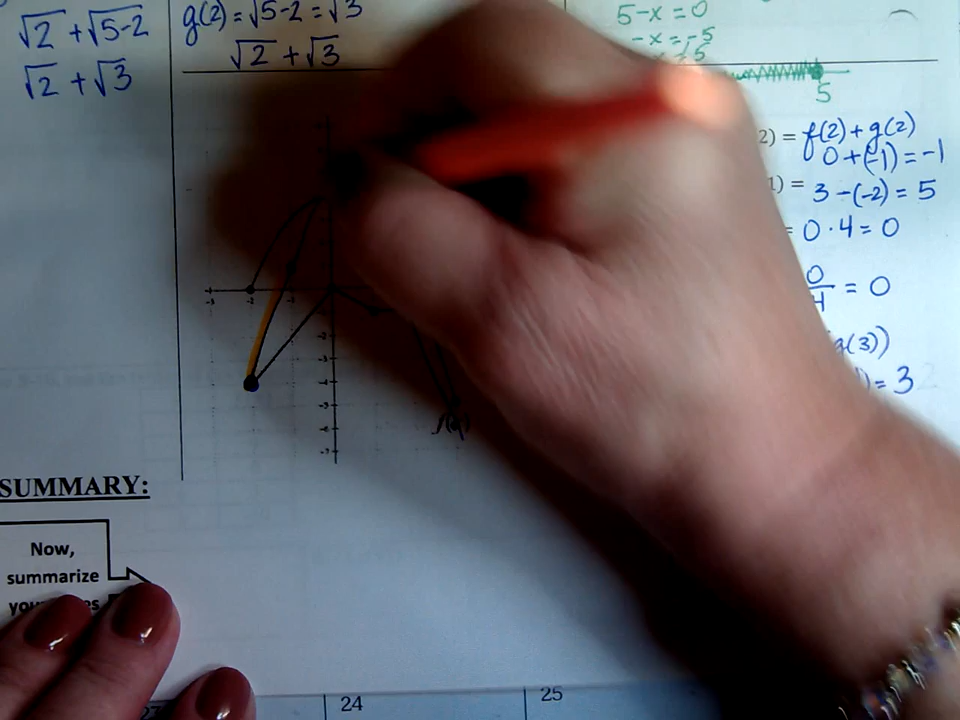 √2 + √5-2
√2 + √3
g(2) = √5-2 = √3
√2 + √3
5-x = 0
-x = -5
5
2) = f(2) + g(2)
0 + (-1) = -1
1) = 3 - (-2) = 5
= 0 · 4 = 0
0/4 = 0
g(3))
) = 3
SUMMARY:
Now,
summarize
24
25